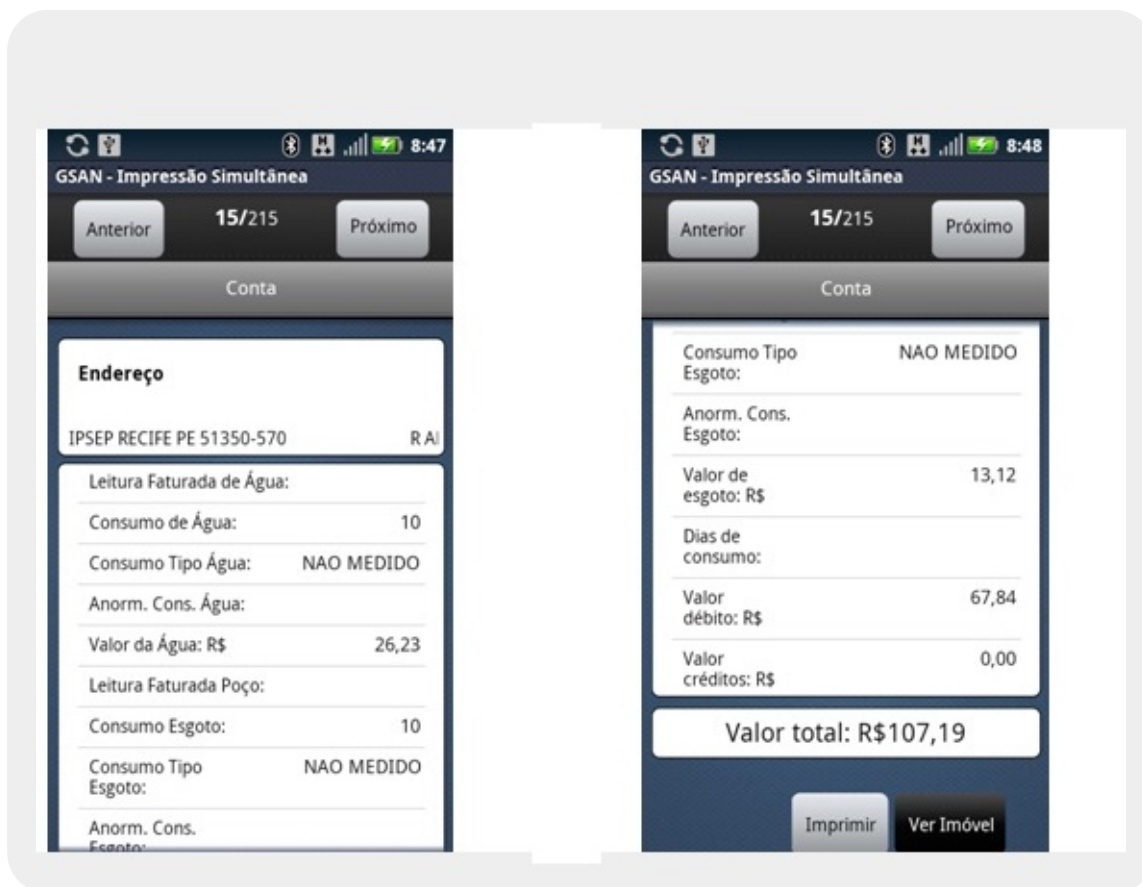 8:47
GSAN - Impressão Simultânea
Anterior 15/215 Próximo
Conta
Endereço
IPSEP RECIFE PE 51350-570 R
Leitura Faturada de Água:
Consumo de Água: 10
Consumo Tipo Água: NAO MEDIDO
Anorm. Cons. Água:
Valor da Água: R$ 26,23
Leitura Faturada Poço:
Consumo Esgoto: 10
Consumo Tipo NAO MEDIDO
Esgoto:
Anorm. Cons.
Esgoto:
8:48
GSAN - Impressão Simultânea
Anterior 15/215 Próximo
Conta
Consumo Tipo NAO MEDIDO
Esgoto:
Anorm. Cons.
Esgoto:
Valor de 13,12
esgoto: R$
Dias de
consumo:
Valor 67,84
débito: R$
Valor 0,00
créditos: R$
Valor total: R$107,19
Imprimir Ver Imóvel